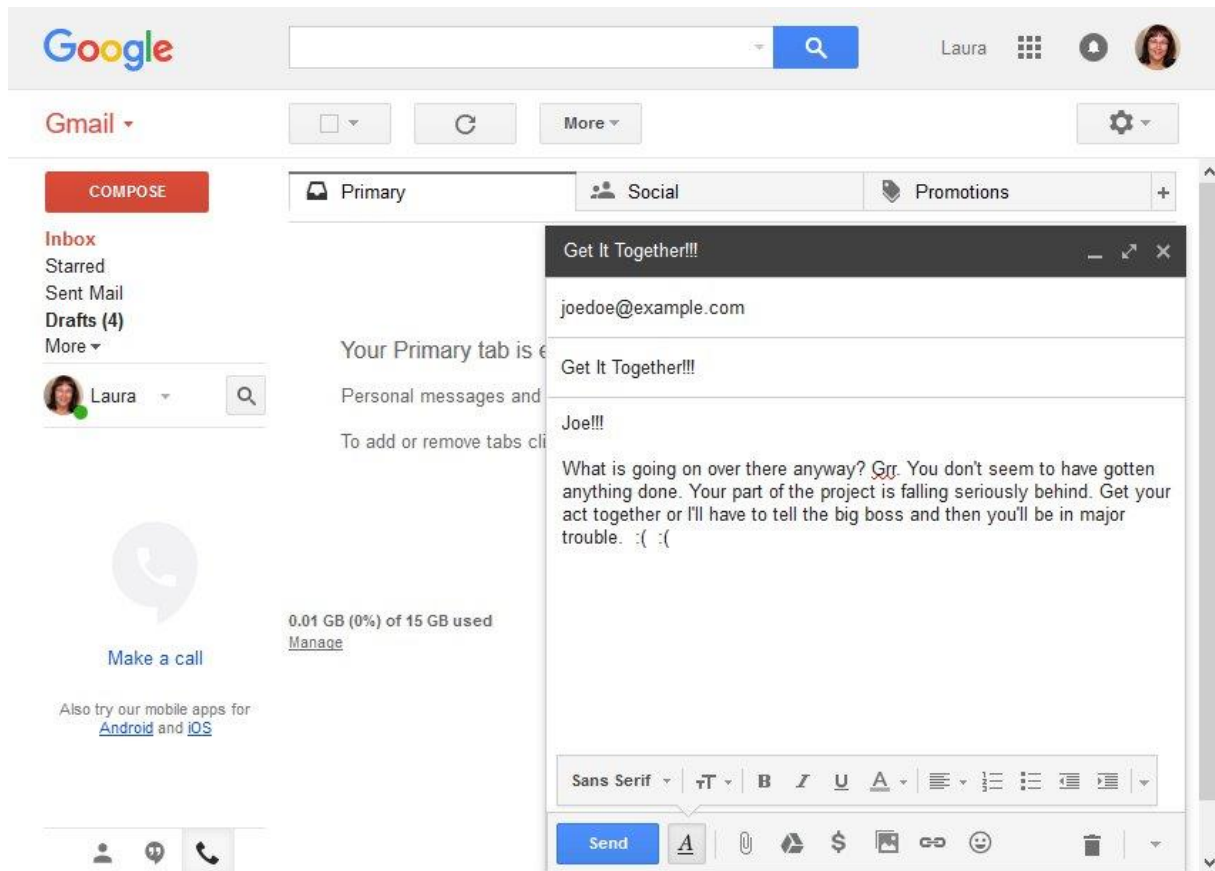 Google
Laura
Gmail
More
COMPOSE
Primary
Social
Promotions
+
Inbox
Starred
Sent Mail
Drafts (4)
More
Laura
Your Primary tab is
Personal messages and
To add or remove tabs
0.01 GB (0%) of 15 GB used
Manage
Make a call
Also try our mobile apps for
Android and iOS
Get It Together!!!
joedoe@example.com
Get It Together!!!
Joe!!!
What is going on over there anyway? Grr. You don't seem to have gotten
anything done. Your part of the project is falling seriously behind. Get your
act together or I'll have to tell the big boss and then you'll be in major
trouble.  :(  :(
Sans Serif
B I U A
Send A
$